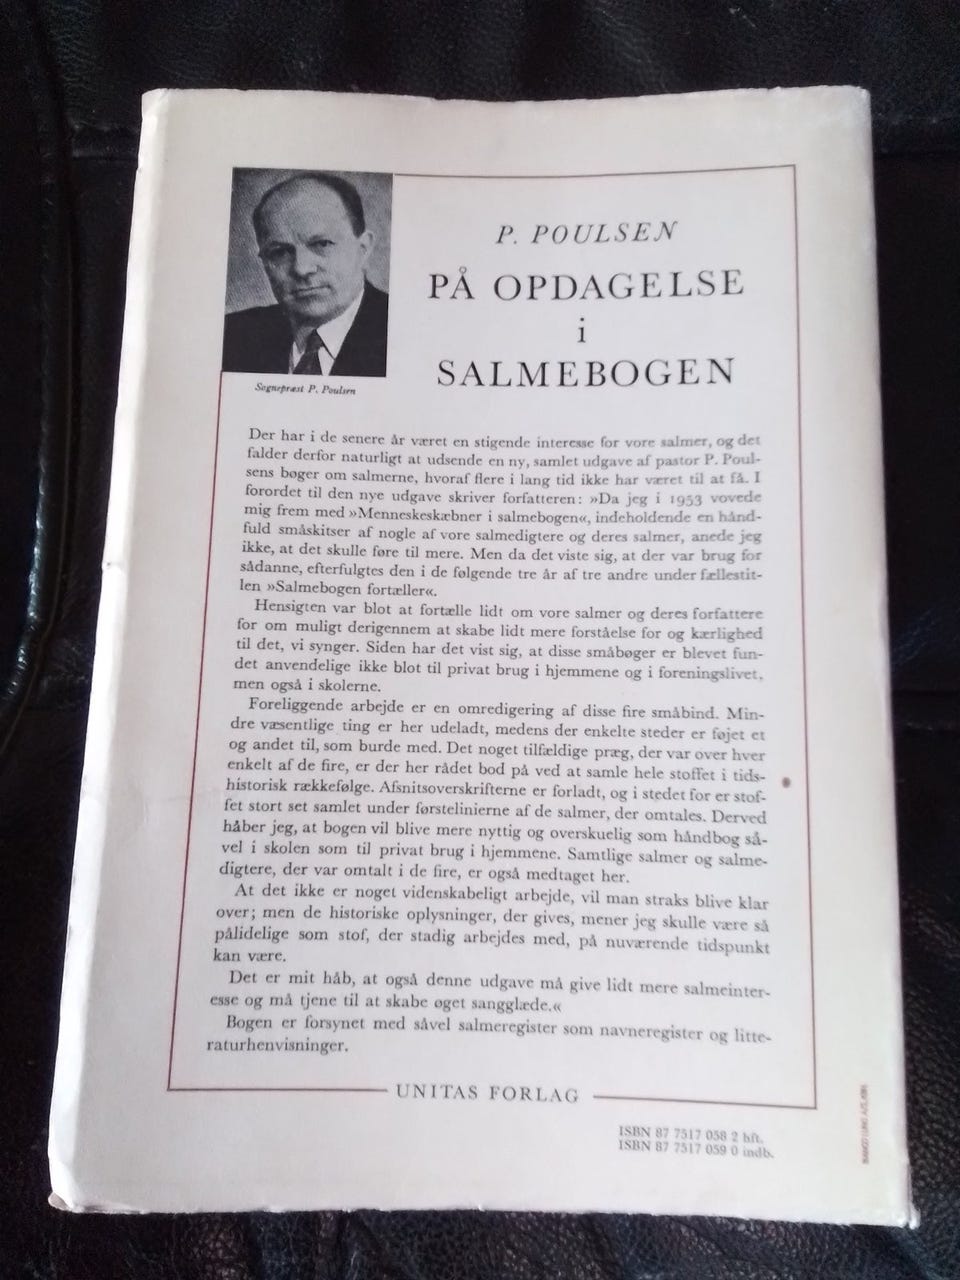 P. POULSEN
PÅ OPDAGELSE
i
SALMEBOGEN
Sognepræst P. Poulsen
Der har i de senere år været en stigende interesse for vore salmer, og det
falder derfor naturligt at udsende en ny, samlet udgave af pastor P. Poul-
sens bøger om salmerne, hvoraf flere i lang tid ikke har været til at få. I
forordet til den nye udgave skriver forfatteren: »Da jeg i 1953 vovede
mig frem med »Menneskeskæbner i salmebogen«, indeholdende en hånd-
fuld småskitser af nogle af vore salmedigtere og deres salmer, anede jeg
ikke, at det skulle føre til mere. Men da det viste sig, at der var brug for
sådanne, efterfulgtes den i de følgende tre år af tre andre under fællestit-
len »Salmebogen fortæller«.
Hensigten var blot at fortælle lidt om vore salmer og deres forfattere
for om muligt derigennem at skabe lidt mere forståelse for og kærlighed
til det, vi synger. Siden har det vist sig, at disse småbøger er blevet fun-
det anvendelige ikke blot til privat brug i hjemmene og i foreningslivet,
men også i skolerne.
Foreliggende arbejde er en omredigering af disse fire småbind. Min-
dre væsentlige ting er her udeladt, medens der enkelte steder er føjet et
og andet til, som burde med. Det noget tilfældige præg, der var over hver
enkelt af de fire, er der her rådet bod på ved at samle hele stoffet i tids-
historisk rækkefølge. Afsnitsoverskrifterne er forladt, og i stedet for er stof-
fet stort set samlet under førstelinierne af de salmer, der omtales. Derved
håber jeg, at bogen vil blive mere nyttig og overskuelig som håndbog så-
vel i skolen som til privat brug i hjemmene. Samtlige salmer og salme-
digtere, der var omtalt i de fire, er også medtaget her.
At det ikke er noget videnskabeligt arbejde, vil man straks blive klar
over; men de historiske oplysninger, der gives, mener jeg skulle være så
pålidelige som stof, der stadig arbejdes med, på nuværende tidspunkt
kan være.
Det er mit håb, at også denne udgave må give lidt mere salmeinter-
esse og må tjene til at skabe øget sangglæde.«
Bogen er forsynet med såvel salmeregister som navneregister og litte-
raturhenvisninger.
UNITAS FORLAG
ISBN 87 7517 058 2 hft.
ISBN 87 7517 059 0 indb.